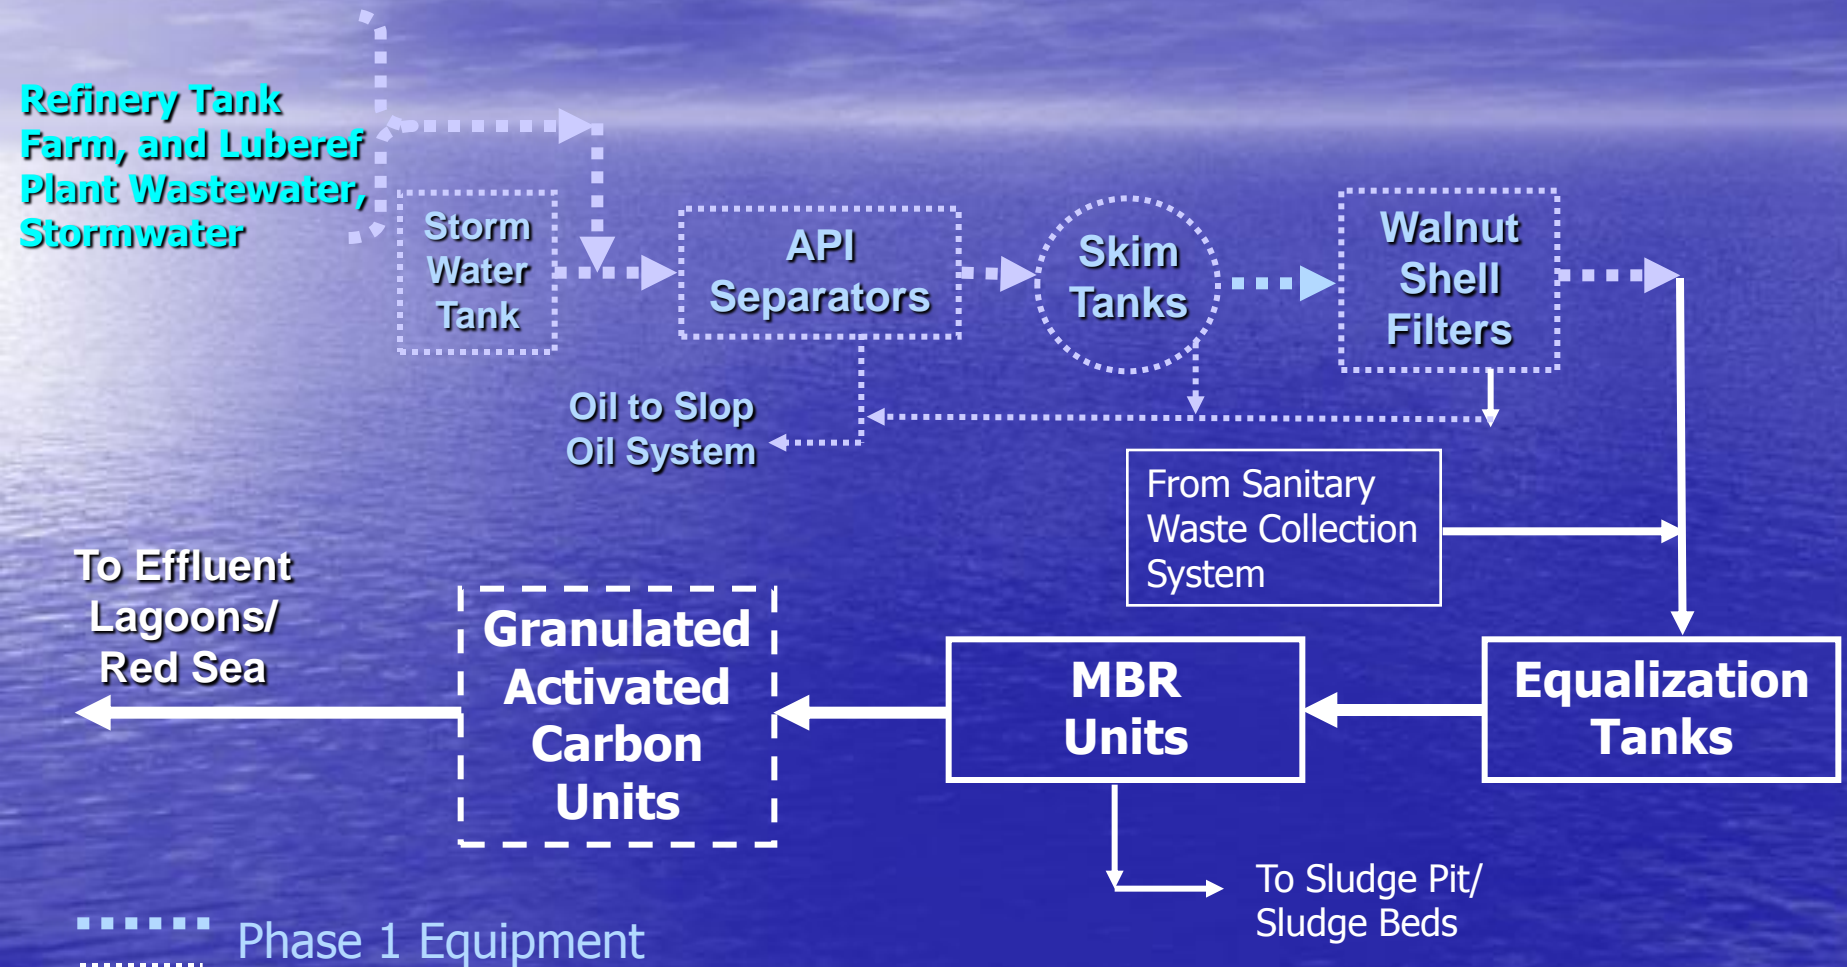 Refinery Tank
Farm, and Luberef
Plant Wastewater,
Stormwater
Storm
Water
Tank
API
Separators
Skim
Tanks
Walnut
Shell
Filters
Oil to Slop
Oil System
From Sanitary
Waste Collection
System
To Effluent
Lagoons/
Red Sea
Granulated
Activated
Carbon
Units
MBR
Units
Equalization
Tanks
To Sludge Pit/
Sludge Beds
Phase 1 Equipment